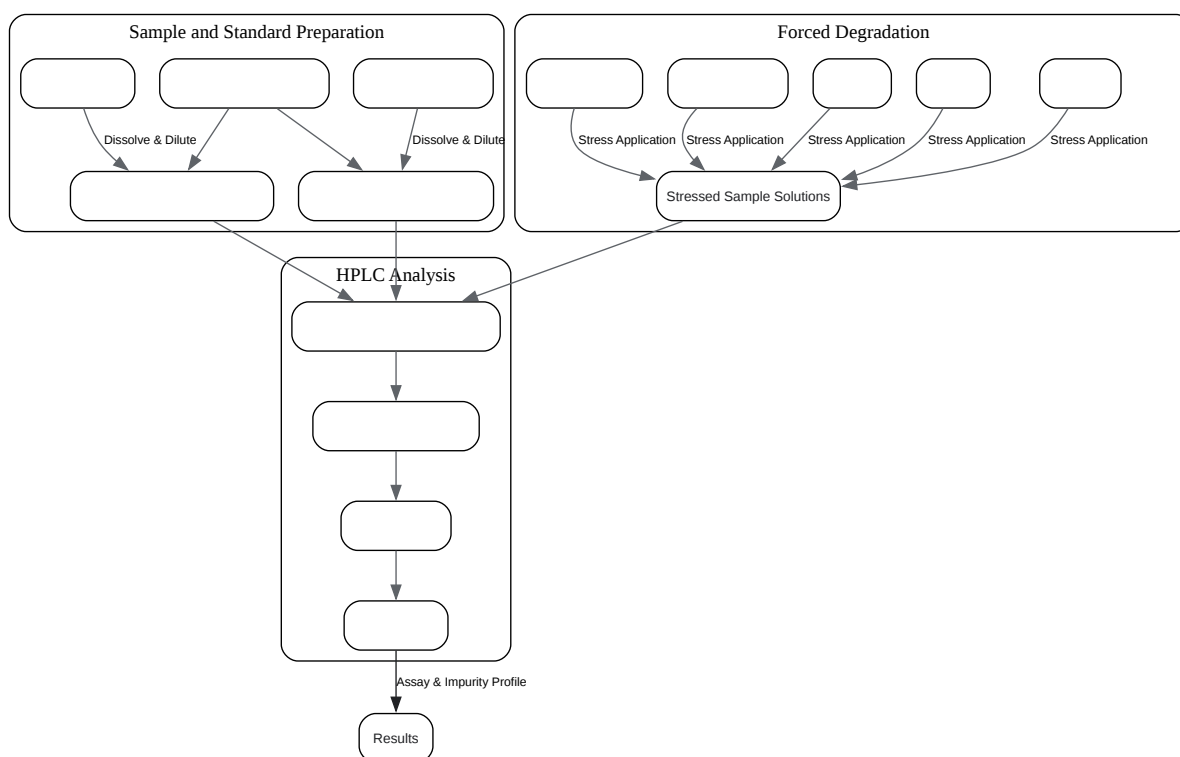 Sample and Standard Preparation
Forced Degradation
Dissolve & Dilute
Dissolve & Dilute
Stress Application
Stress Application
Stress Application
Stress Application
Stress Application
Stressed Sample Solutions
HPLC Analysis
Assay & Impurity Profile
Results